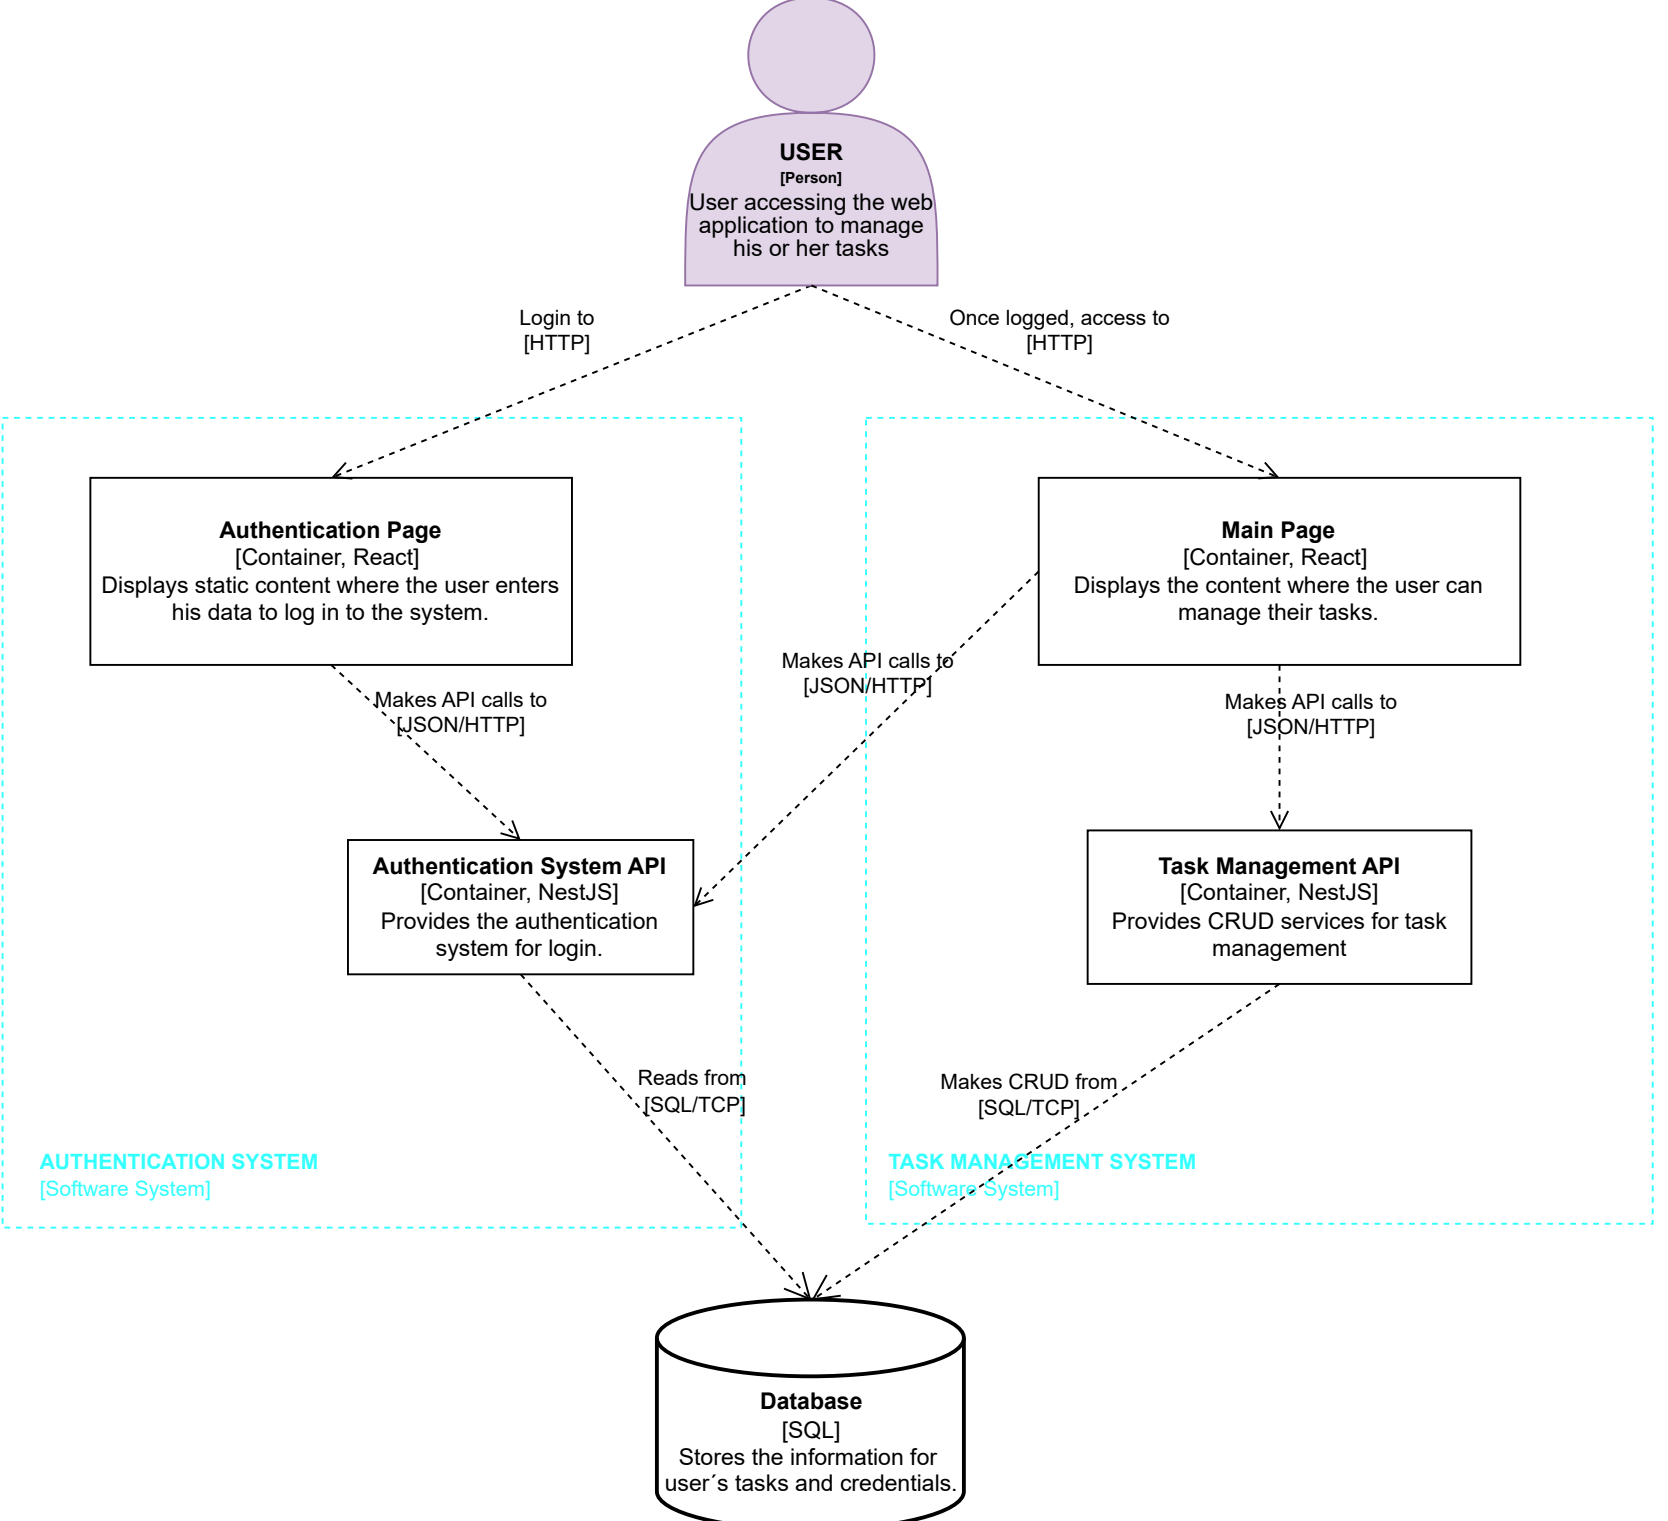 USER
[Person]
User accessing the web
application to manage
his or her tasks
Login to
[HTTP]
Once logged, access to
[HTTP]
Authentication Page
[Container, React]
Displays static content where the user enters
his data to log in to the system.
Main Page
[Container, React]
Displays the content where the user can
manage their tasks.
Makes API calls to
[JSON/HTTP]
Makes API calls to
[JSON/HTTP]
Makes API calls to
[JSON/HTTP]
Authentication System API
[Container, NestJS]
Provides the authentication
system for login.
Task Management API
[Container, NestJS]
Provides CRUD services for task
management
Reads from
[SQL/TCP]
Makes CRUD from
[SQL/TCP]
AUTHENTICATION SYSTEM
[Software System]
TASK MANAGEMENT SYSTEM
[Software System]
Database
[SQL]
Stores the information for
user´s tasks and credentials.